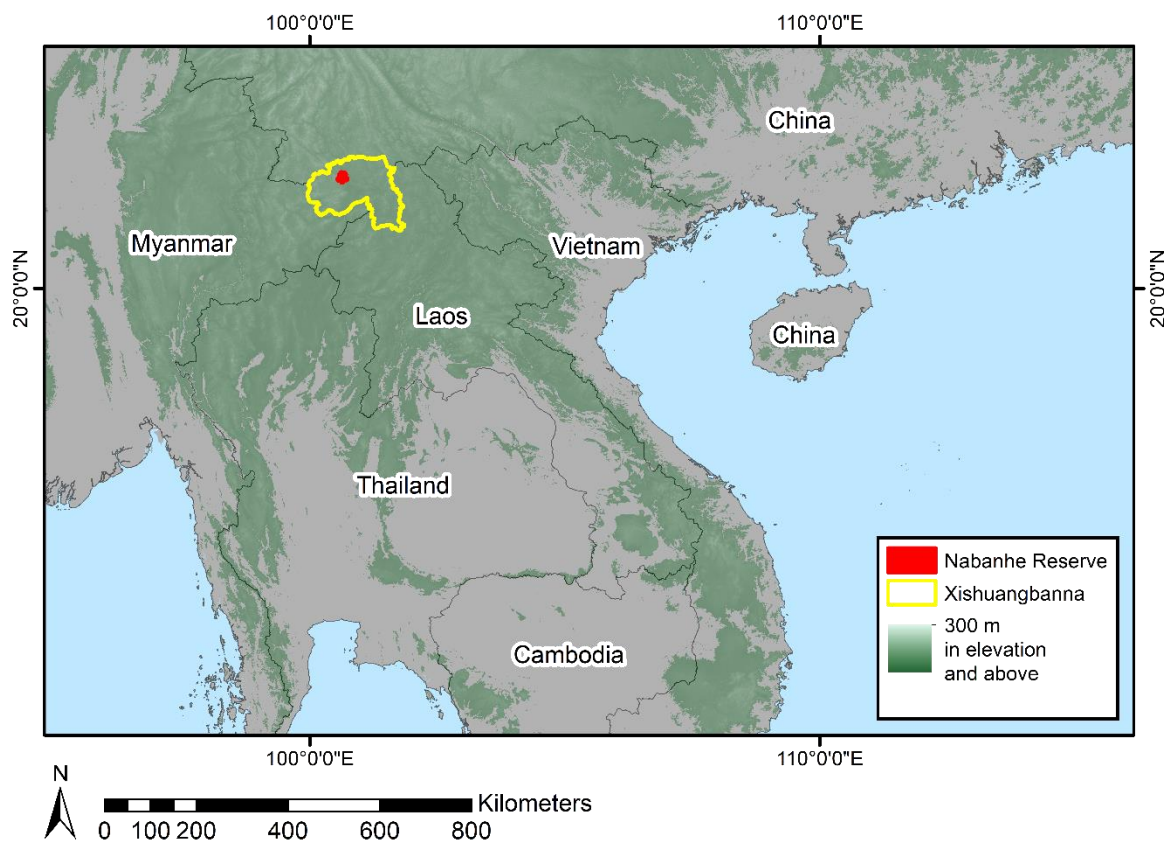 100°0'0"E
110°0'0"E
China
Myanmar
Vietnam
20°0'0"N
20°0'0"N
Laos
China
Thailand
Nabanhe Reserve
Xishuangbanna
300 m
in elevation
and above
Cambodia
100°0'0"E
110°0'0"E
N
Kilometers
0 100 200 400 600 800